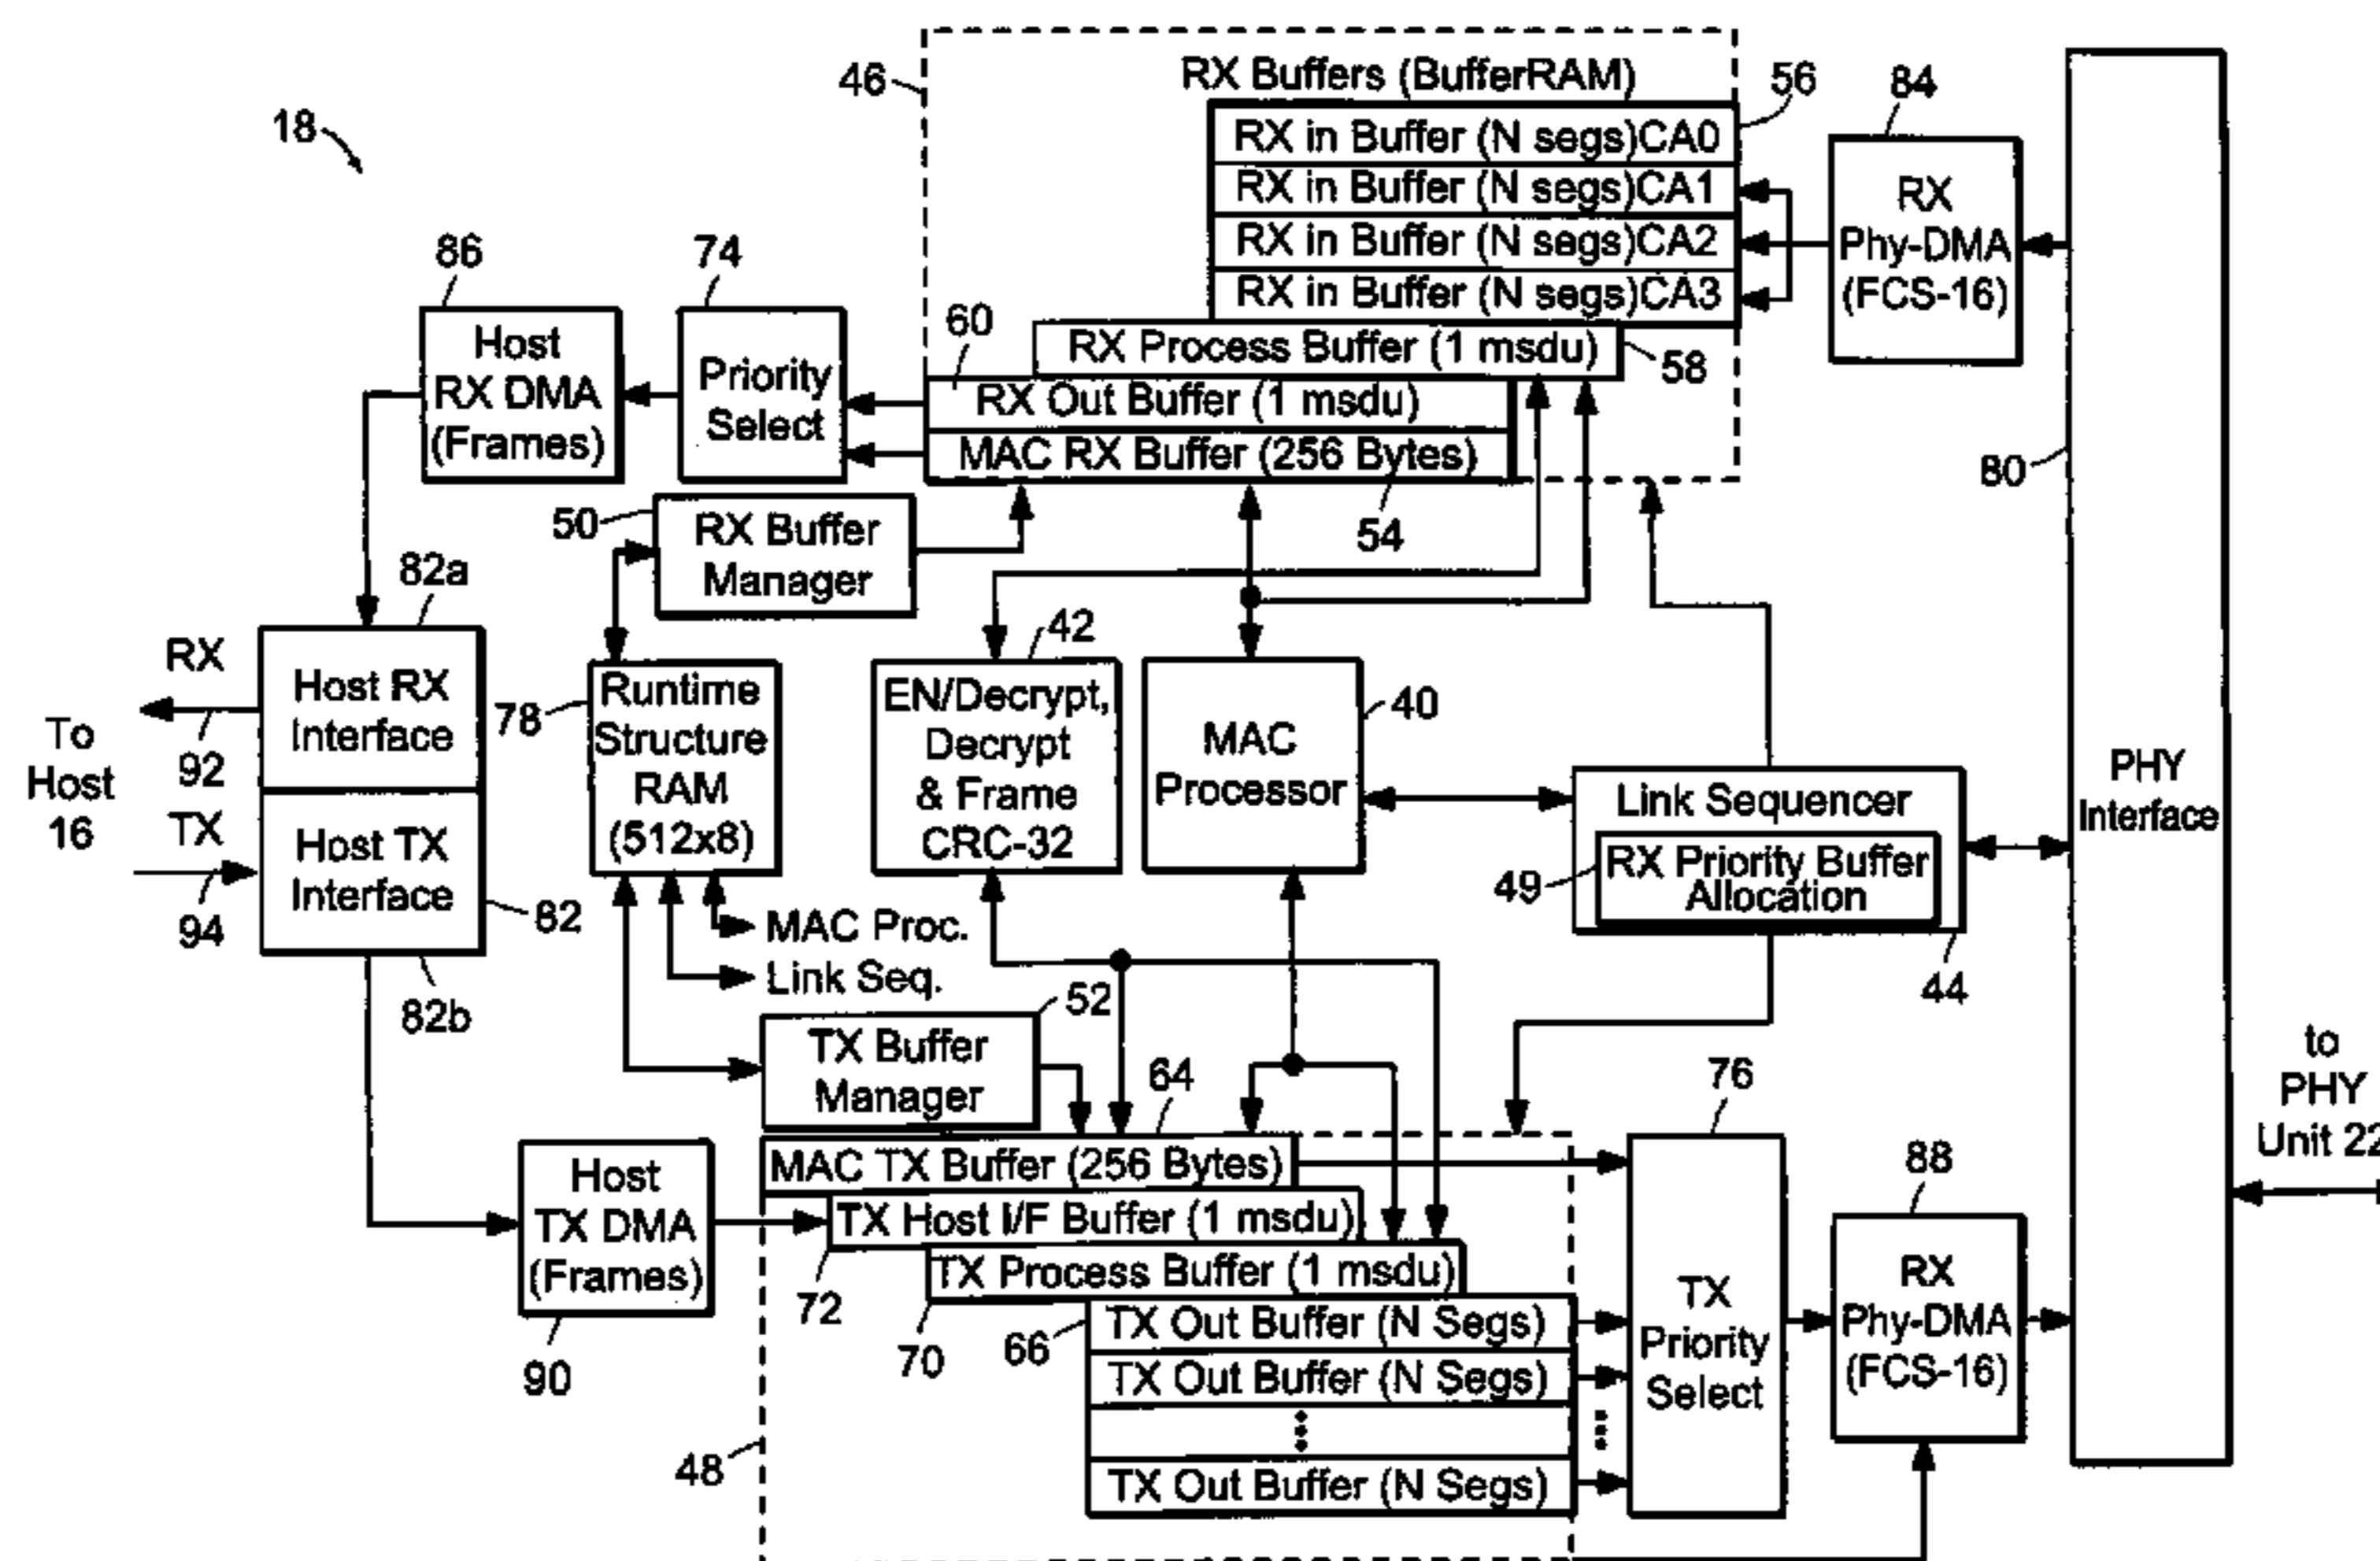 46
RX Buffers (BufferRAM)
56
84
18
RX in Buffer (N segs)CA0
RX in Buffer (N segs)CA1
RX in Buffer (N segs)CA2
RX in Buffer (N segs)CA3
RX
Phy-DMA
(FCS-16)
86
74
60
Host
RX DMA
(Frames)
Priority
Select
RX Process Buffer (1 msdu)
58
RX Out Buffer (1 msdu)
MAC RX Buffer (256 Bytes)
80
50
RX Buffer
Manager
54
82a
42
RX
Host RX
Interface
92
To
Host
16
TX
Host TX
Interface
94
82
82b
78
Runtime
Structure
RAM
(512x8)
EN/Decrypt,
Decrypt
& Frame
CRC-32
MAC
Processor
40
Link Sequencer
49
RX Priority Buffer
Allocation
44
PHY
Interface
MAC Proc.
Link Seq.
52
TX Buffer
Manager
64
76
to
PHY
Unit 22
88
MAC TX Buffer (256 Bytes)
Host
TX DMA
(Frames)
90
TX Host I/F Buffer (1 msdu)
72
TX Process Buffer (1 msdu)
70
66
TX Out Buffer (N Segs)
TX Out Buffer (N Segs)
TX Out Buffer (N Segs)
48
TX
Priority
Select
RX
Phy-DMA
(FCS-16)